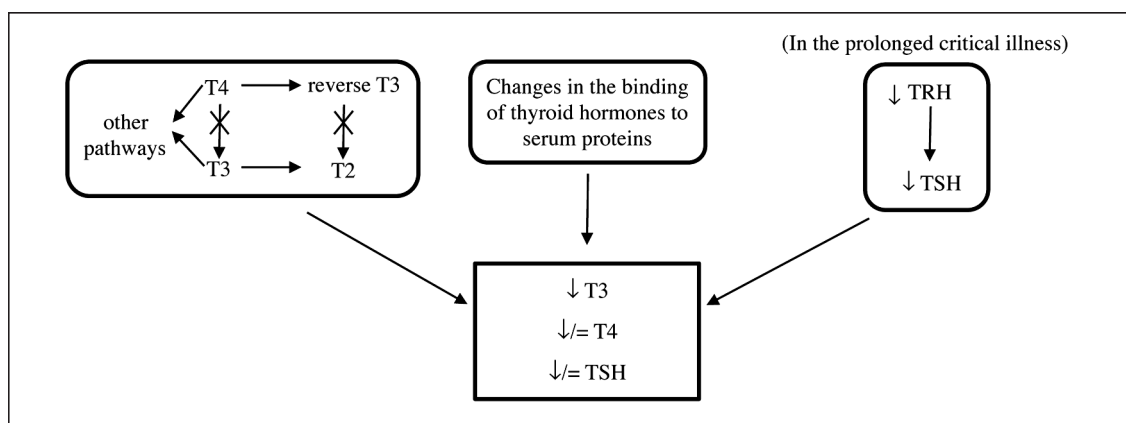 (In the prolonged critical illness)
T4 reverse T3
other
pathways
T3 T2
Changes in the binding
of thyroid hormones to
serum proteins
↓ TRH
↓ TSH
↓ T3
↓/= T4
↓/= TSH